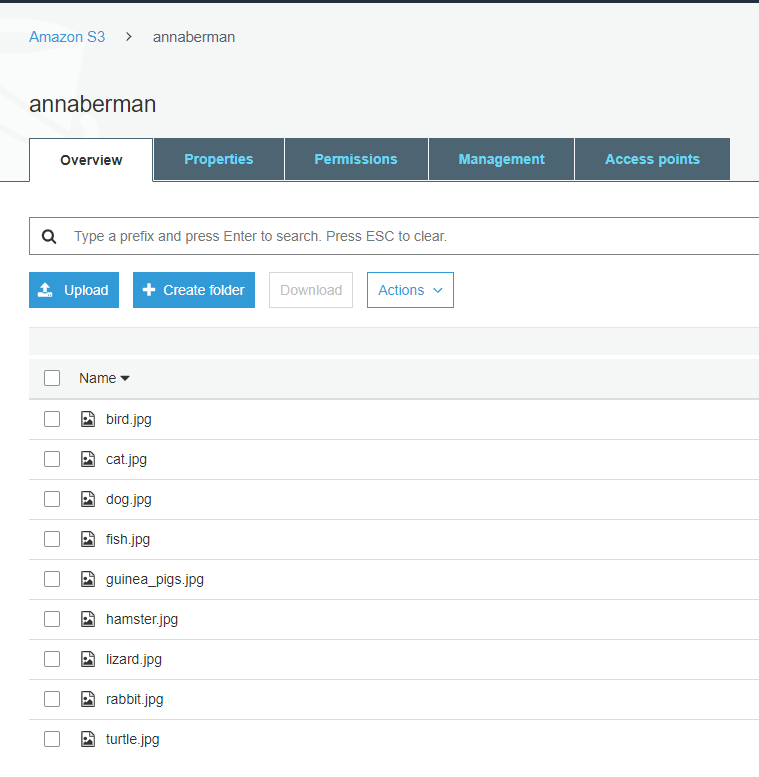 Amazon S3 > annaberman
annaberman
Overview Properties Permissions Management Access points
Type a prefix and press Enter to search. Press ESC to clear.
Upload + Create folder Download Actions
Name
bird.jpg
cat.jpg
dog.jpg
fish.jpg
guinea_pigs.jpg
hamster.jpg
lizard.jpg
rabbit.jpg
turtle.jpg